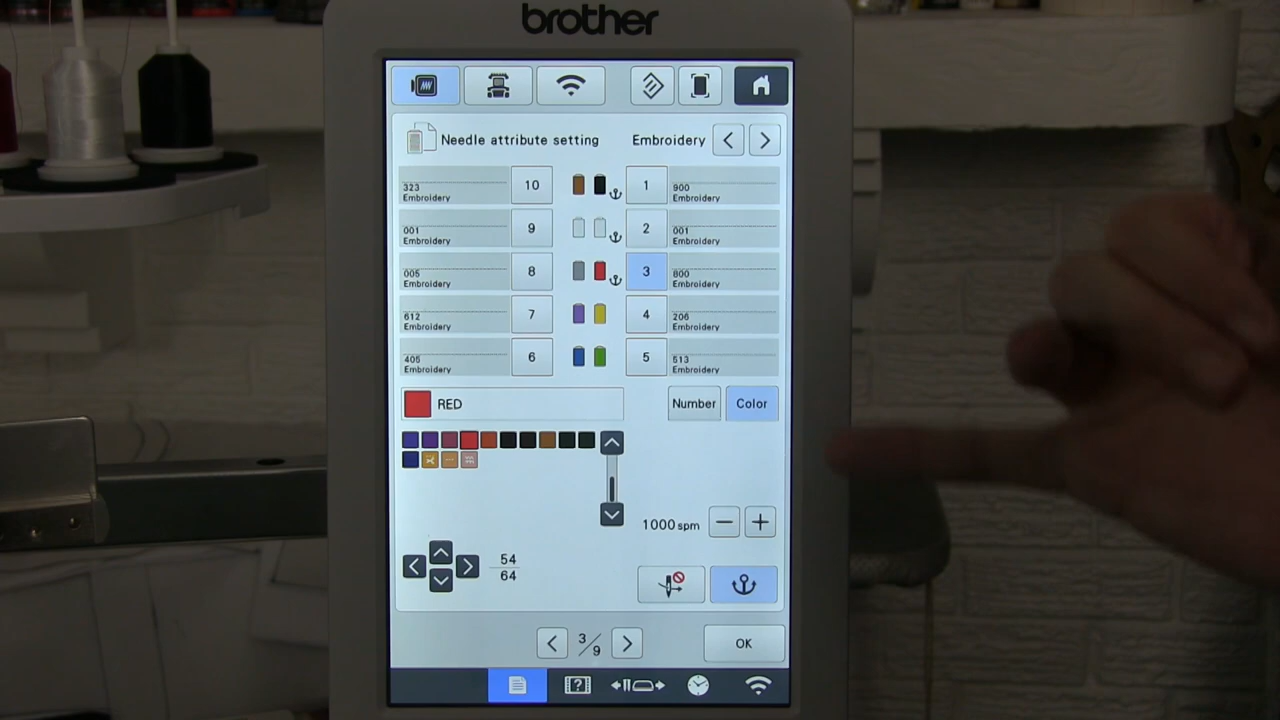 brother
Needle attribute setting Embroidery
323
Embroidery
10
1
900
Embroidery
001
Embroidery
9
2
001
Embroidery
005
Embroidery
8
3
800
Embroidery
612
Embroidery
7
4
206
Embroidery
405
Embroidery
6
5
513
Embroidery
RED
Number
Color
1000 spm
54
64
3/9
OK